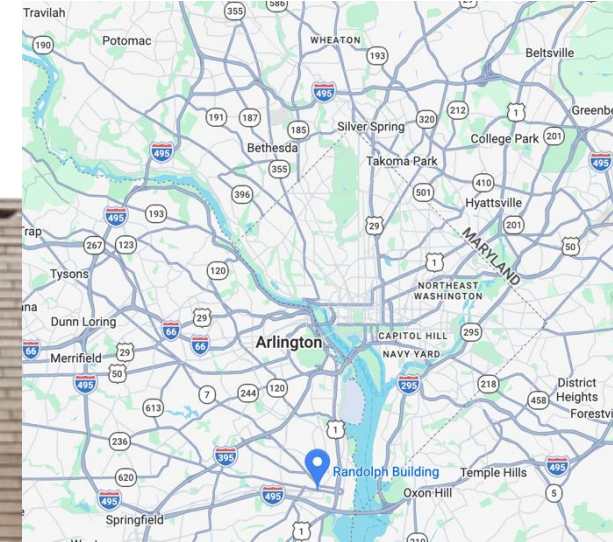 Travilah
355
586
190
Potomac
WHEATON
193
Beltsville
495
191
187
212
1
Greenb
185
Silver Spring
320
College Park
201
495
Bethesda
Takoma Park
495
355
410
396
501
Hyattsville
193
495
29
201
MARYLAND
50
267
123
120
1
Tysons
NORTHEAST
WASHINGTON
Dunn Loring
29
66
66
66
Arlington
CAPITOL HILL
295
NAVY YARD
Merrifield
29
50
495
7
244
120
295
218
District
Heights
458
613
1
Forestvi
236
395
Randolph Building
Temple Hills
495
620
495
495
Oxon Hill
5
Springfield
1
210